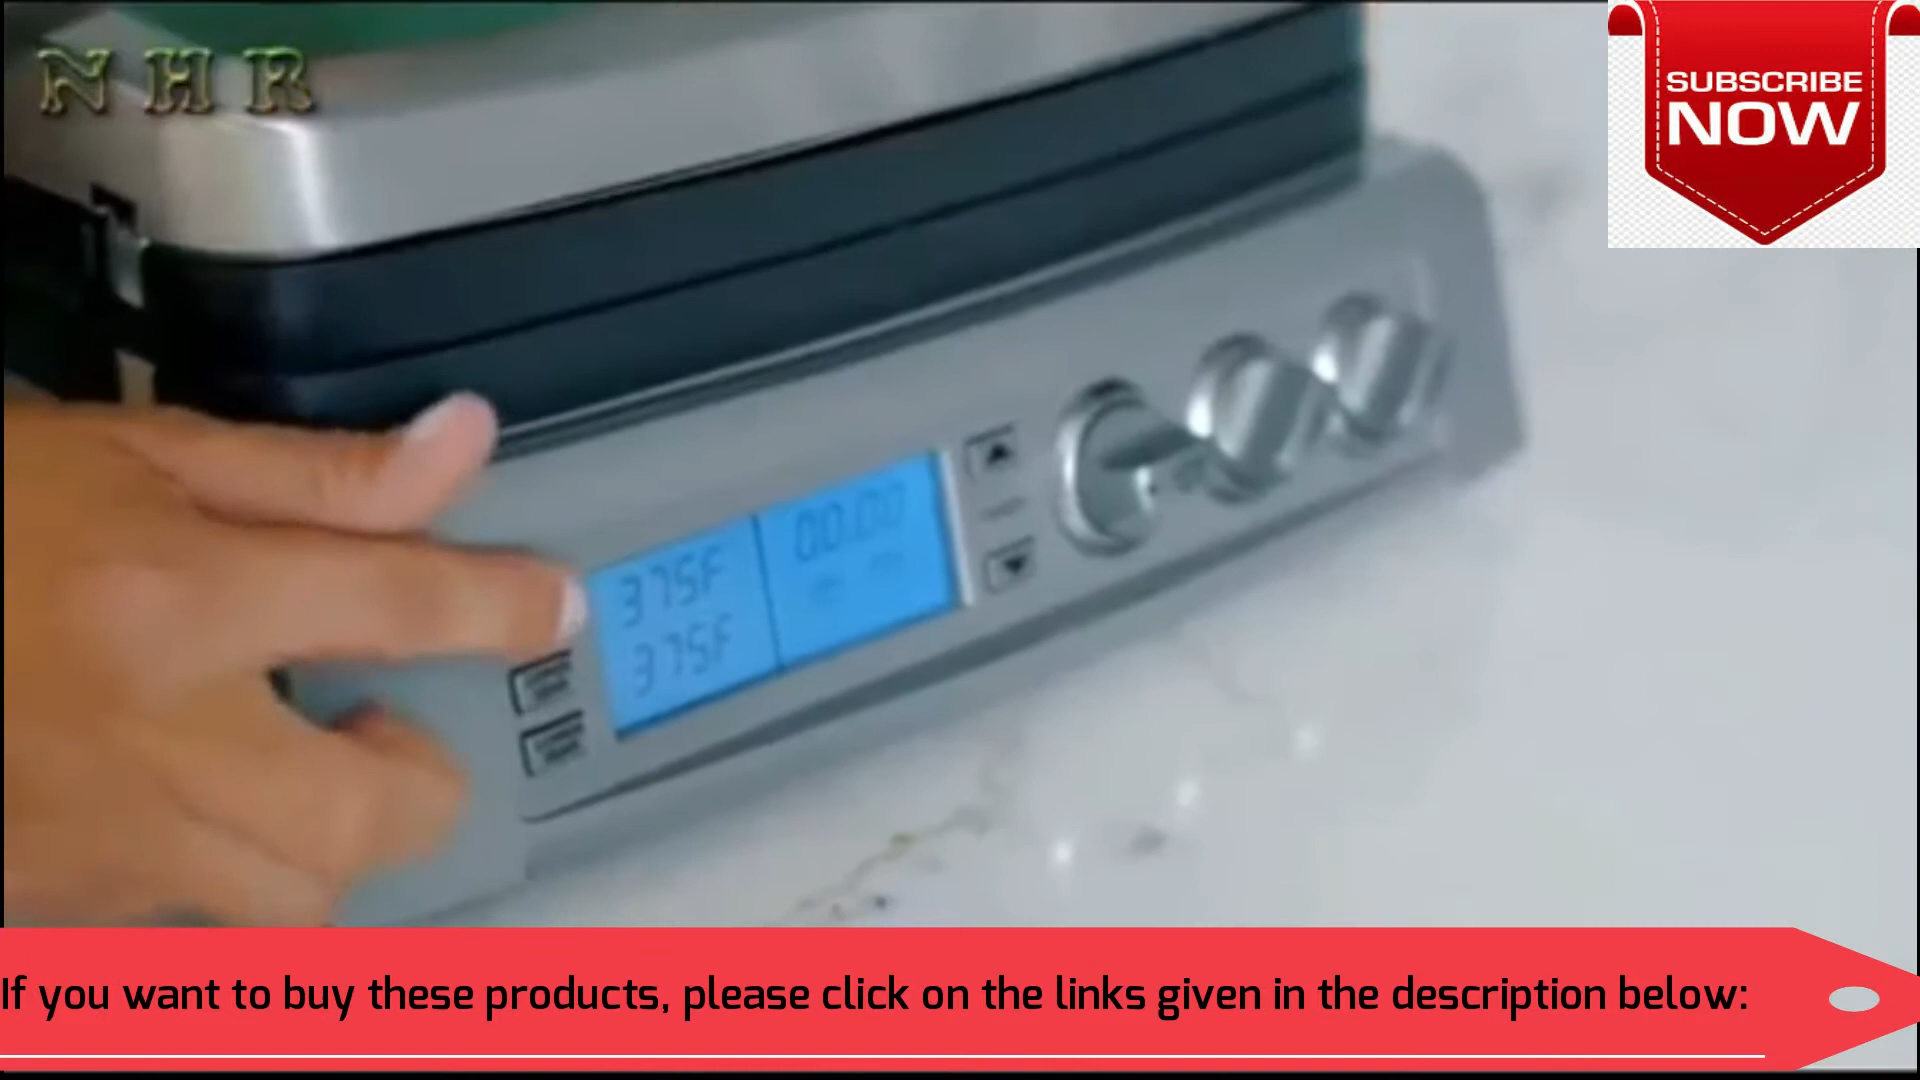 N H R
SUBSCRIBE
NOW
375F
00.00
375F
If you want to buy these products, please click on the links given in the description below: